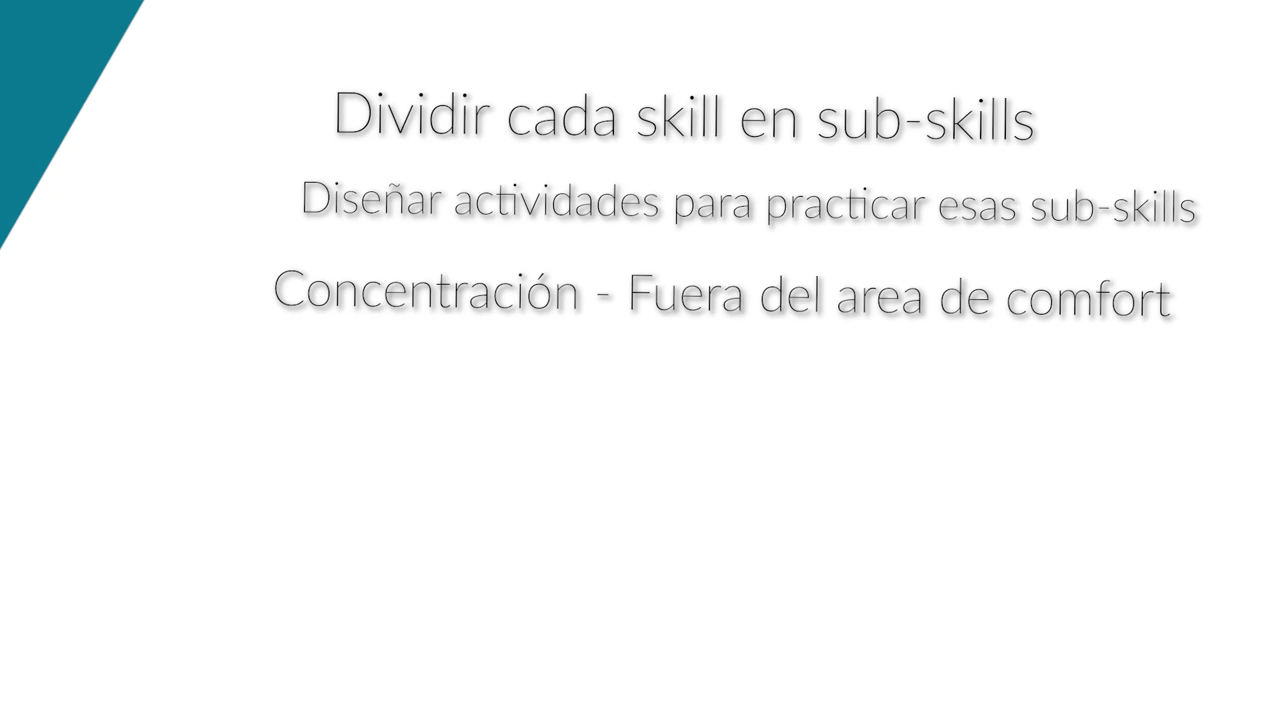 Dividir cada skill en sub-skills
Diseñar actividades para practicar esas sub-skills
Concentración - Fuera del area de comfort